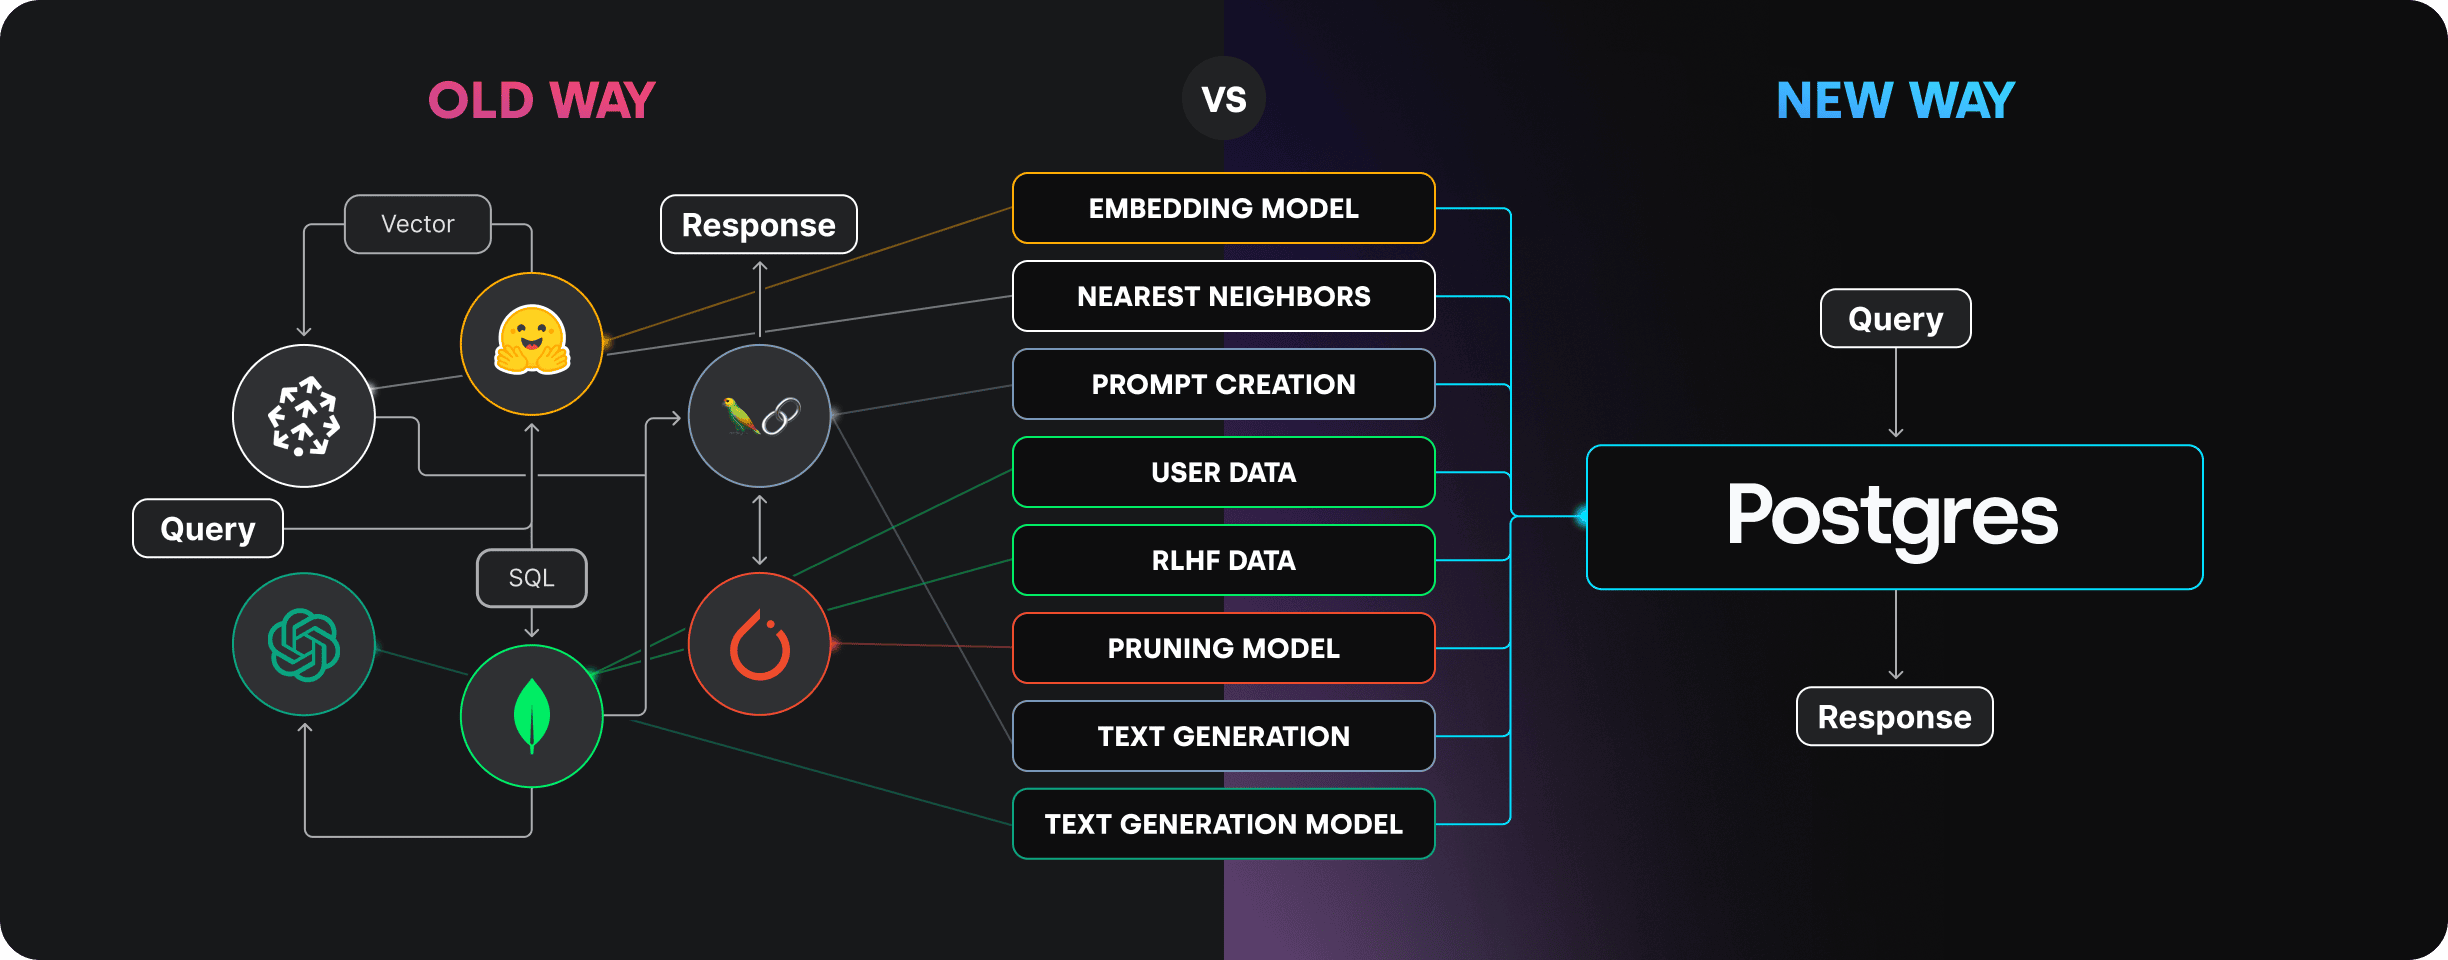 OLD WAY
VS
NEW WAY
Vector
Response
Query
SQL
EMBEDDING MODEL
NEAREST NEIGHBORS
PROMPT CREATION
USER DATA
RLHF DATA
PRUNING MODEL
TEXT GENERATION
TEXT GENERATION MODEL
Query
Postgres
Response